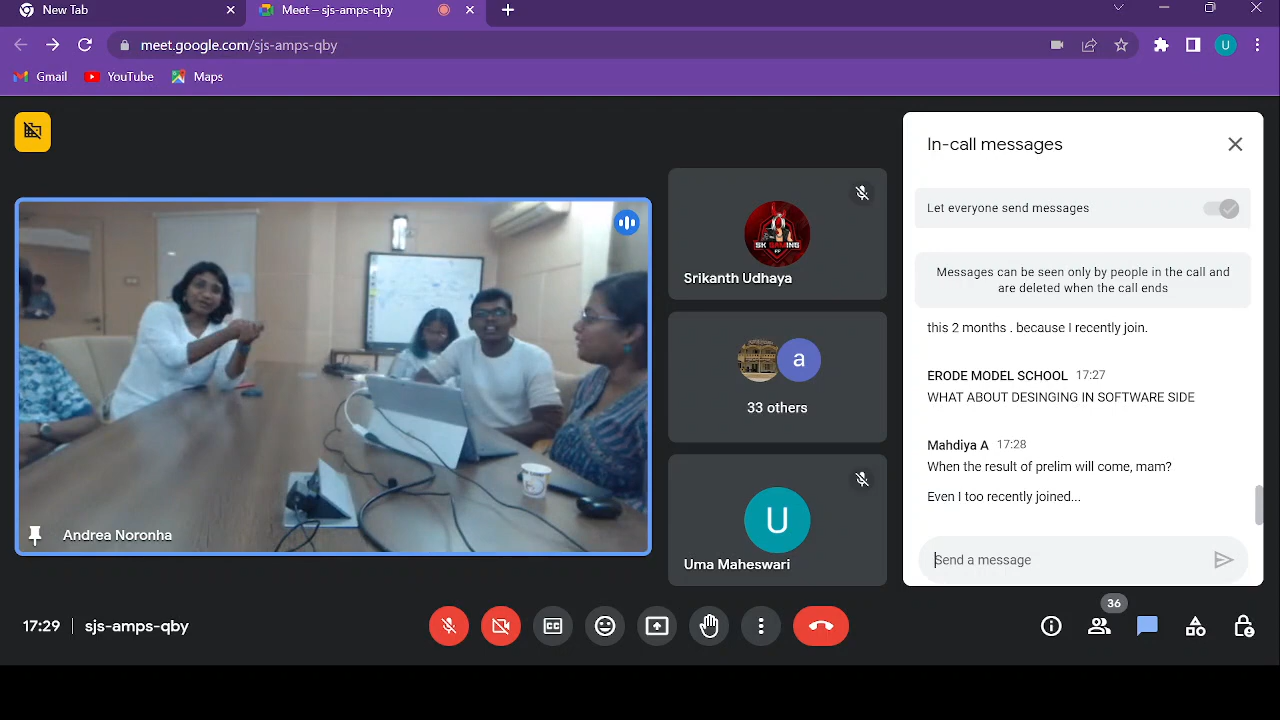 New Tab
Meet – sjs-amps-qby
meet.google.com/sjs-amps-qby
U
Gmail
YouTube
Maps
In-call messages
Let everyone send messages
Messages can be seen only by people in the call and
are deleted when the call ends
this 2 months . because I recently join.
ERODE MODEL SCHOOL 17:27
WHAT ABOUT DESINGING IN SOFTWARE SIDE
Mahdiya A 17:28
When the result of prelim will come, mam?
Even I too recently joined...
Send a message
SK GAMING
Srikanth Udhaya
a
33 others
U
Uma Maheswari
Andrea Noronha
17:29 | sjs-amps-qby
CC
36